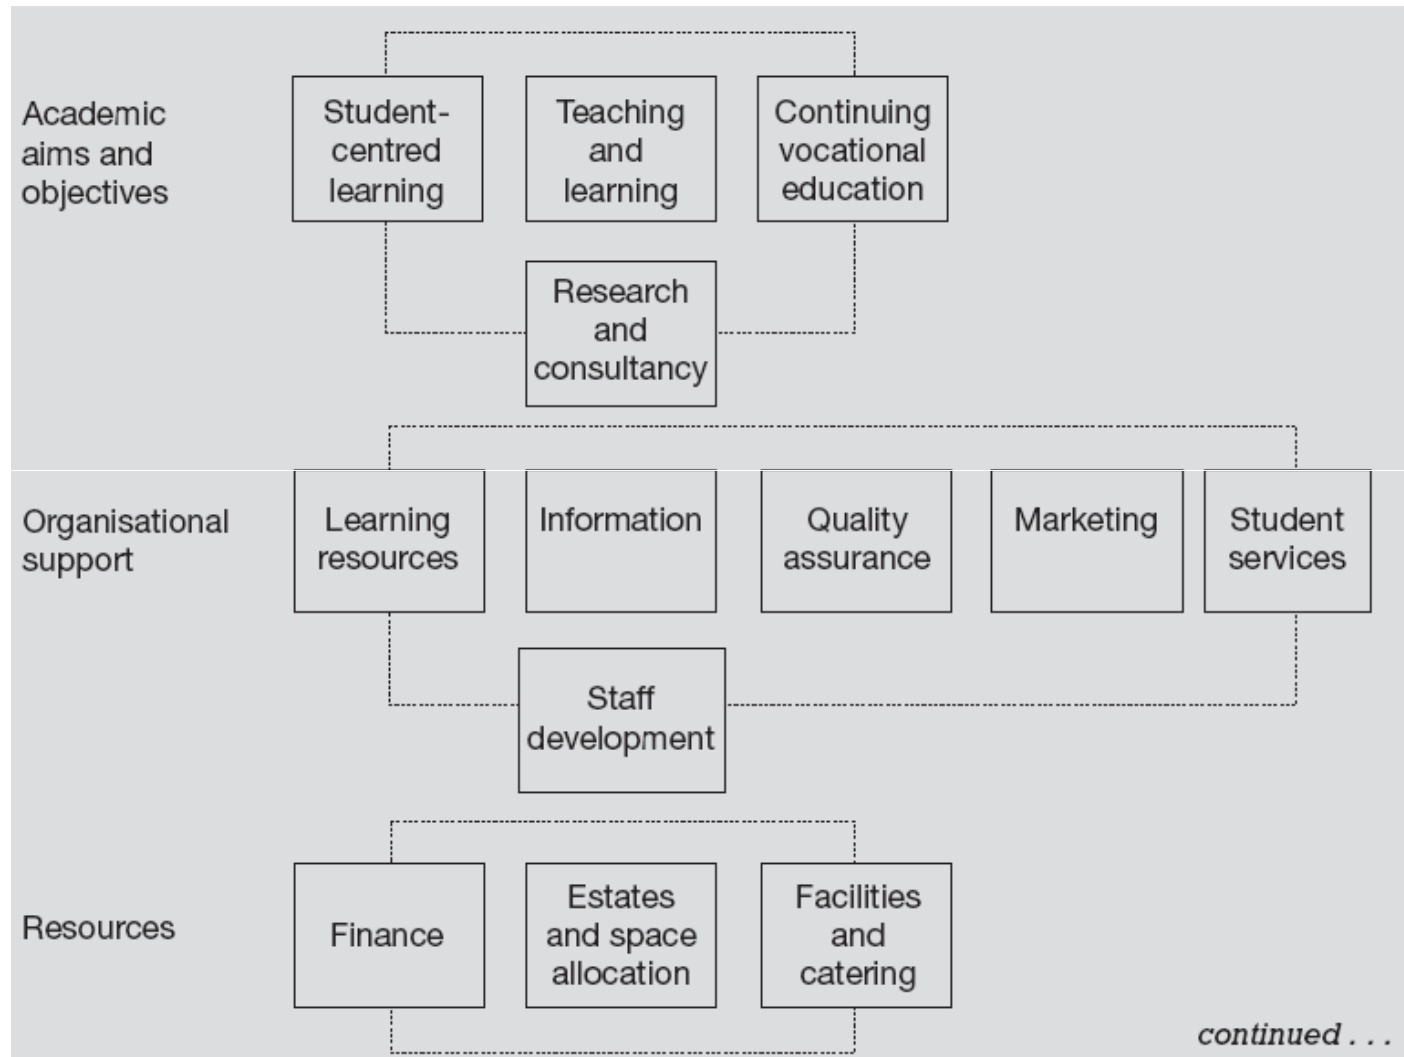 Academic
aims and
objectives
Student-
centred
learning
Teaching
and
learning
Continuing
vocational
education
Research
and
consultancy
Organisational
support
Learning
resources
Information
Quality
assurance
Marketing
Student
services
Staff
development
Resources
Finance
Estates
and space
allocation
Facilities
and
catering
continued . . .